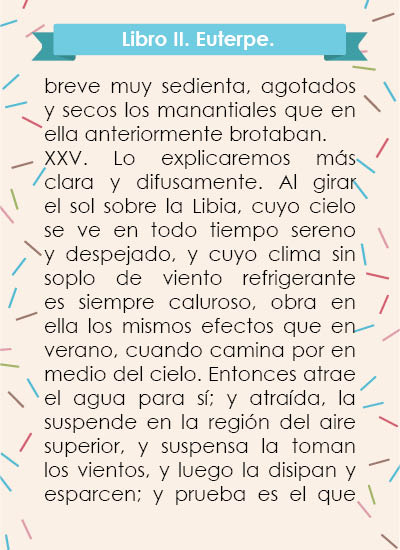 Libro II. Euterpe.
breve muy sedienta, agotados
y secos los manantiales que en
ella anteriormente brotaban.
XXV. Lo explicaremos más
clara y difusamente. Al girar
el sol sobre la Libia, cuyo cielo
se ve en todo tiempo sereno
y despejado, y cuyo clima sin
soplo de viento refrigerante
es siempre caluroso, obra en
ella los mismos efectos que en
verano, cuando camina por en
medio del cielo. Entonces atrae
el agua para sí; y atraída, la
suspende en la región del aire
superior, y suspensa la toman
los vientos, y luego la disipan y
esparcen; y prueba es el que